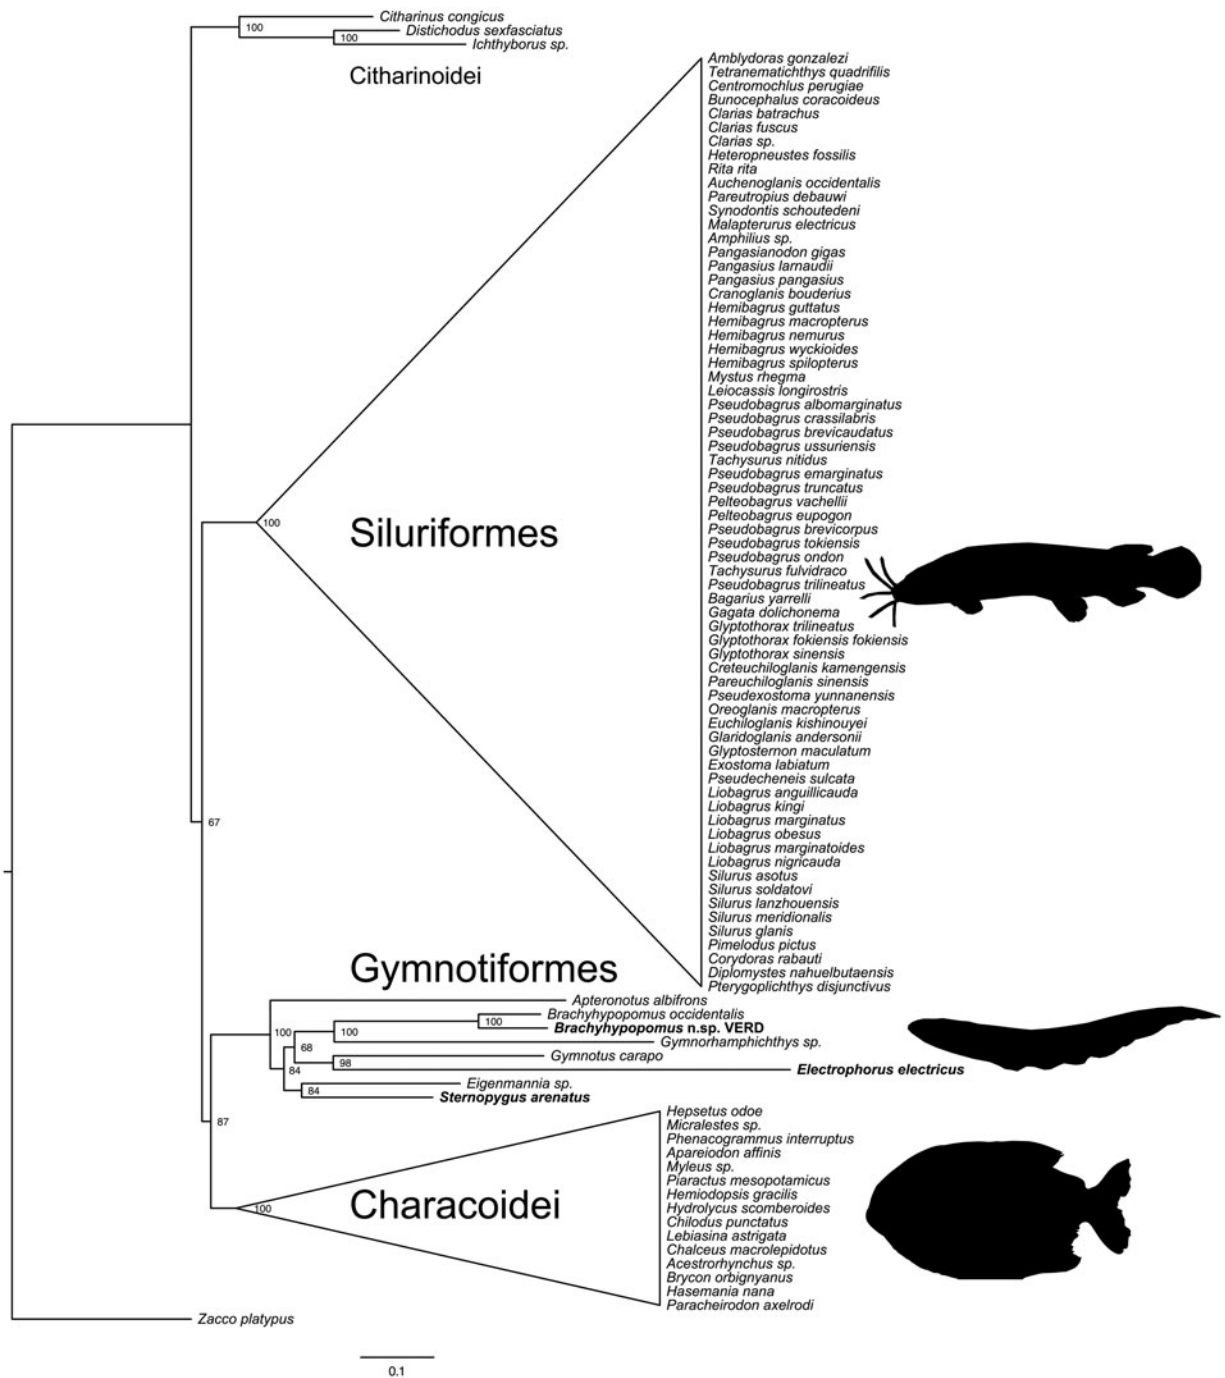 Citharinus congicus
100
Distichodus sexfasciatus
100
Ichthyborus sp.
Citharinoidei
Amblydoras gonzalezi
Tetranematichthys quadrifilis
Centromochlus perugiae
Bunocephalus coracoideus
Clarias batrachus
Clarias fuscus
Clarias sp.
Heteropneustes fossilis
Rita rita
Auchenoglanis occidentalis
Pareutropius debauwi
Synodontis schoutedeni
Malapterurus electricus
Amphilius sp.
Pangasianodon gigas
Pangasius larnaudii
Pangasius pangasius
Cranoglanis bouderius
Hemibagrus guttatus
Hemibagrus macropterus
Hemibagrus nemurus
Hemibagrus wyckioides
Hemibagrus spilopterus
Mystus rhegma
Leiocassis longirostris
Pseudobagrus albomarginatus
Pseudobagrus crassilabris
Pseudobagrus brevicaudatus
Pseudobagrus ussuriensis
Tachysurus nitidus
Pseudobagrus emarginatus
Pseudobagrus truncatus
Pelteobagrus vachellii
Pelteobagrus eupogon
100
Siluriformes
Pseudobagrus brevicorpus
Pseudobagrus tokiensis
Pseudobagrus ondon
Tachysurus fulvidraco
Pseudobagrus trilineatus
Bagarius yarrelli
Gagata dolichonema
Glyptothorax trilineatus
Glyptothorax fokiensis fokiensis
Glyptothorax sinensis
Creteuchiloglanis kamengensis
Pareuchiloglanis sinensis
Pseudexostoma yunnanensis
Oreoglanis macropterus
Euchiloglanis kishinouyei
Glaridoglanis andersonii
Glyptosternon maculatum
Exostoma labiatum
Pseudecheneis sulcata
Liobagrus anguillicauda
Liobagrus kingi
Liobagrus marginatus
67
Liobagrus obesus
Liobagrus marginatoides
Liobagrus nigricauda
Silurus asotus
Silurus soldatovi
Silurus lanzhouensis
Silurus meridionalis
Silurus glanis
Pimelodus pictus
Corydoras rabauti
Gymnotiformes
Diplomystes nahuelbutaensis
Pterygoplichthys disjunctivus
Apteronotus albifrons
Brachyhypopomus occidentalis
100
Brachyhypopomus n.sp. VERD
100
100
Gymnorhamphichthys sp.
68
Gymnotus carapo
98
84
Electrophorus electricus
Eigenmannia sp.
84
Sternopygus arenatus
87
Hepsetus odoe
Micralestes sp.
Phenacogrammus interruptus
Apareiodon affinis
Myleus sp.
Piaractus mesopotamicus
Hemiodopsis gracilis
100
Characoidei
Hydrolycus scomberoides
Chilodus punctatus
Lebiasina astrigata
Chalceus macrolepidotus
Acestrorhynchus sp.
Brycon orbignyanus
Hasemania nana
Paracheirodon axelrodi
Zacco platypus
0.1